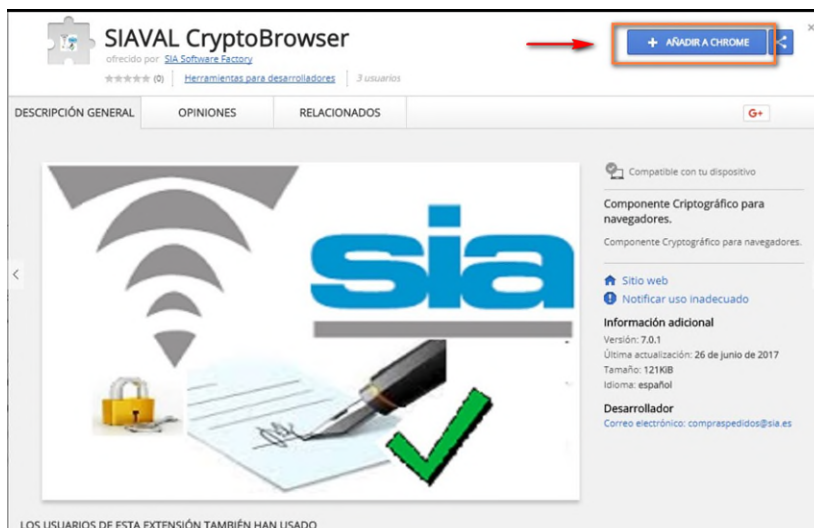 SIAVAL CryptoBrowser
ofrecido por SIA Software Factory
(0) Herramientas para desarrolladores 3 usuarios
+ AÑADIR A CHROME
DESCRIPCIÓN GENERAL OPINIONES RELACIONADOS
G+
sia
Compatible con tu dispositivo
Componente Criptográfico para
navegadores.
Componente Cryptográfico para navegadores.
Sitio web
Notificar uso inadecuado
Información adicional
Versión: 7.0.1
Última actualización: 26 de junio de 2017
Tamaño: 121KiB
Idioma: español
Desarrollador
Correo electrónico: compraspedidos@sia.es
LOS USUARIOS DE ESTA EXTENSIÓN TAMBIÉN HAN USADO